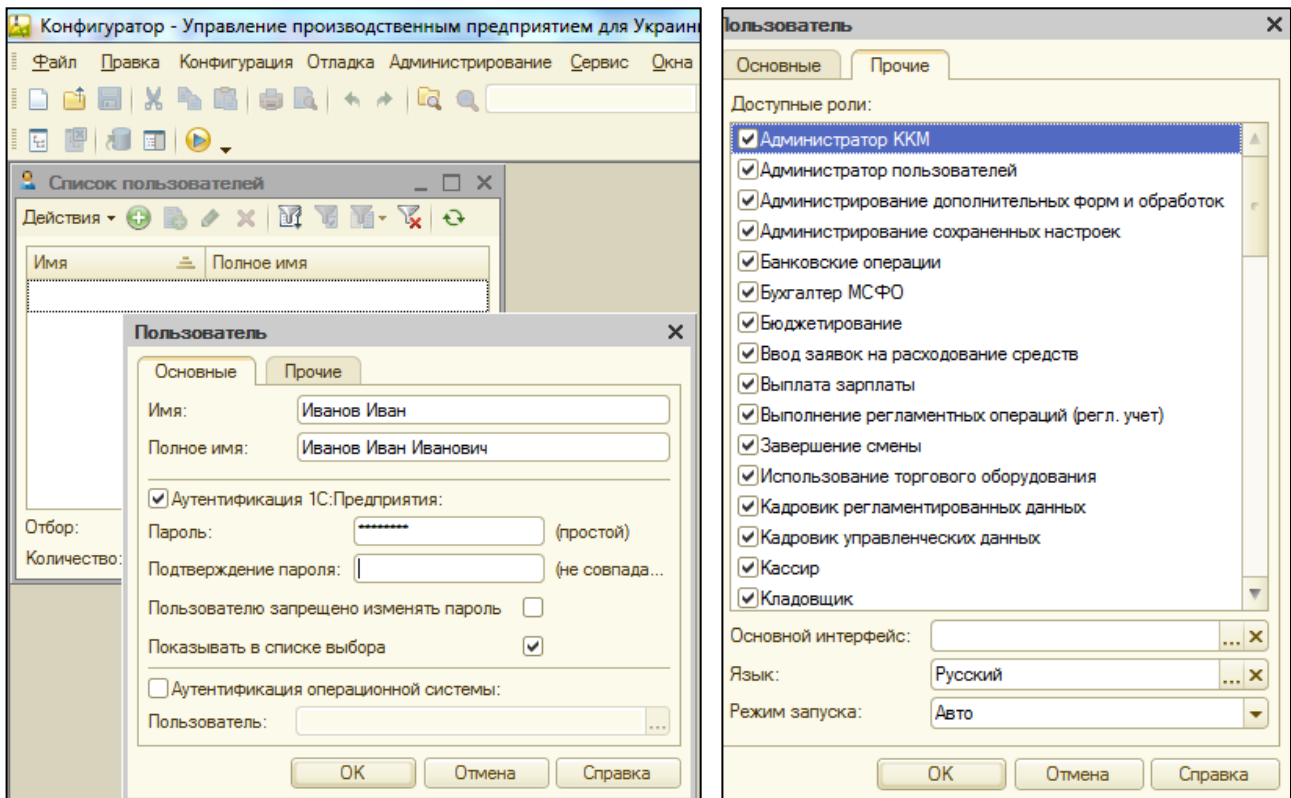 Конфигуратор - Управление производственным предприятием для Украины
Файл Правка Конфигурация Отладка Администрирование Сервис Окна
Список пользователей
Действия
Имя Полное имя
Отбор:
Количество:
Пользователь
Основные Прочие
Имя: Иванов Иван
Полное имя: Иванов Иван Иванович
Аутентификация 1С:Предприятия:
Пароль: ******** (простой)
Подтверждение пароля: (не совпада...
Пользователю запрещено изменять пароль
Показывать в списке выбора
Аутентификация операционной системы:
Пользователь: ...
OK Отмена Справка
Пользователь
Основные Прочие
Доступные роли:
Администратор ККМ
Администратор пользователей
Администрирование дополнительных форм и обработок
Администрирование сохраненных настроек
Банковские операции
Бухгалтер МСФО
Бюджетирование
Ввод заявок на расходование средств
Выплата зарплаты
Выполнение регламентных операций (регл. учет)
Завершение смены
Использование торгового оборудования
Кадровик регламентированных данных
Кадровик управленческих данных
Кассир
Кладовщик
Основной интерфейс: ...
Язык: Русский ...
Режим запуска: Авто
OK Отмена Справка